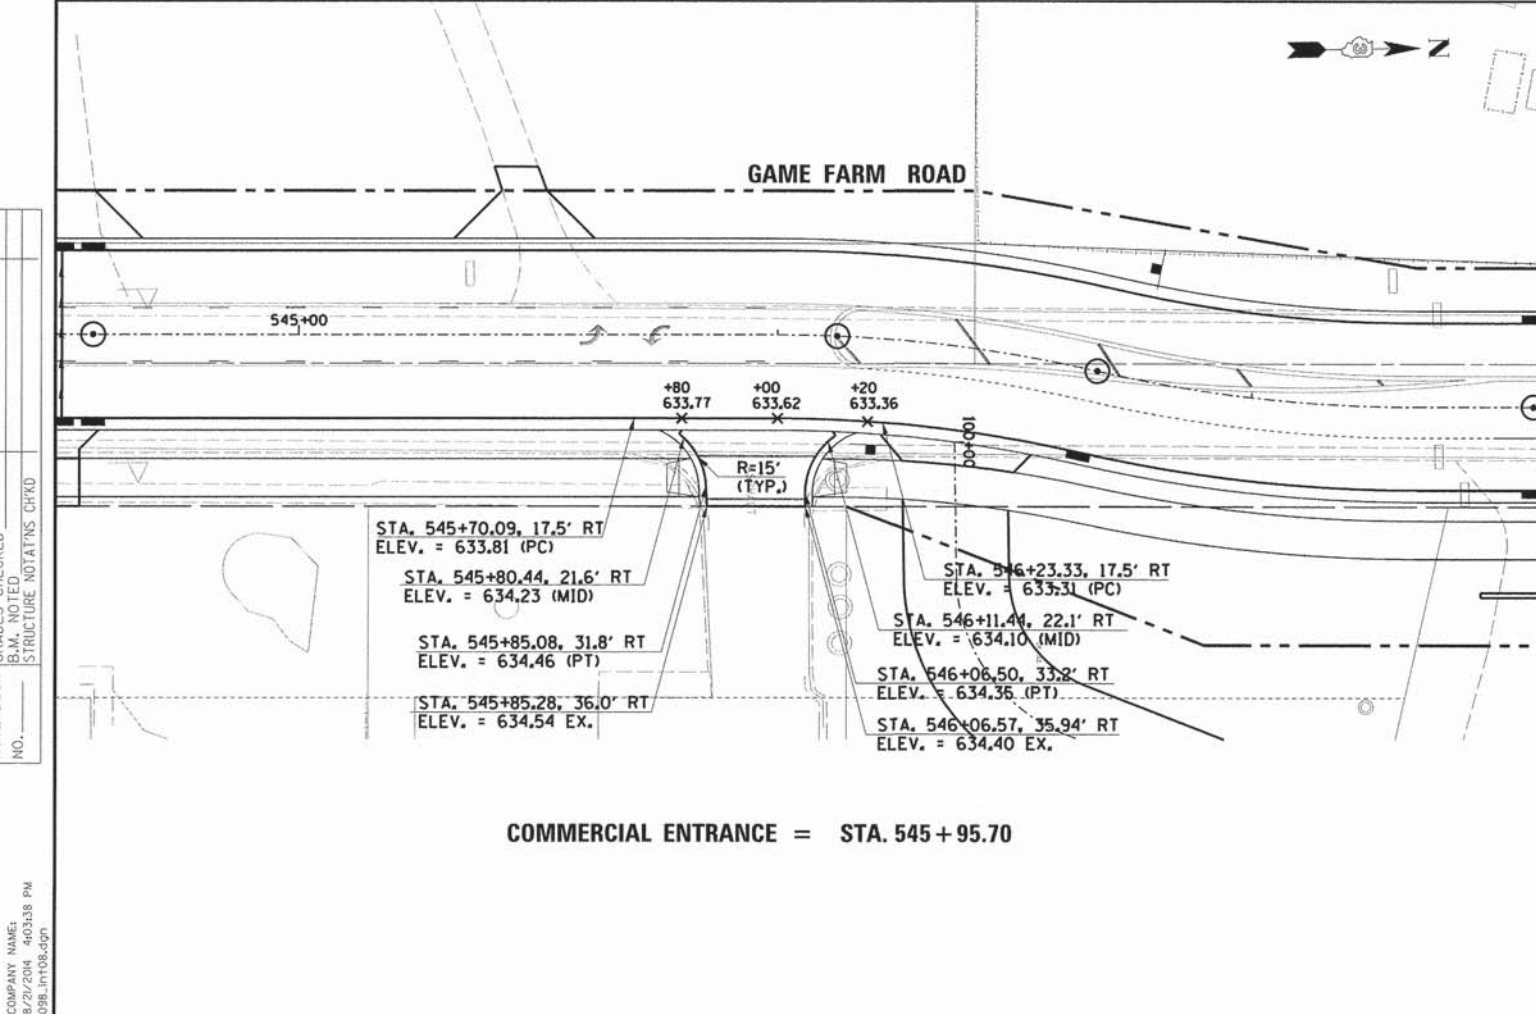 N
GAME FARM ROAD
545+00
+80
633.77
+00
633.62
+20
633.36
100+00
R=15'
(TYP.)
STA. 545+70.09, 17.5' RT
ELEV. = 633.81 (PC)
STA. 545+80.44, 21.6' RT
ELEV. = 634.23 (MID)
STA. 545+85.08, 31.8' RT
ELEV. = 634.46 (PT)
STA. 545+85.28, 36.0' RT
ELEV. = 634.54 EX.
STA. 546+23.33, 17.5' RT
ELEV. = 633.31 (PC)
STA. 546+11.44, 22.1' RT
ELEV. = 634.10 (MID)
STA. 546+06.50, 33.2' RT
ELEV. = 634.35 (PT)
STA. 546+06.57, 35.94' RT
ELEV. = 634.40 EX.
COMMERCIAL ENTRANCE = STA. 545+95.70
B.M. NOTED
STRUCTURE NOTAT'NS CH'KD
NO.
COMPANY NAME:
8/21/2014 4:03:38 PM
098_int08.dgn